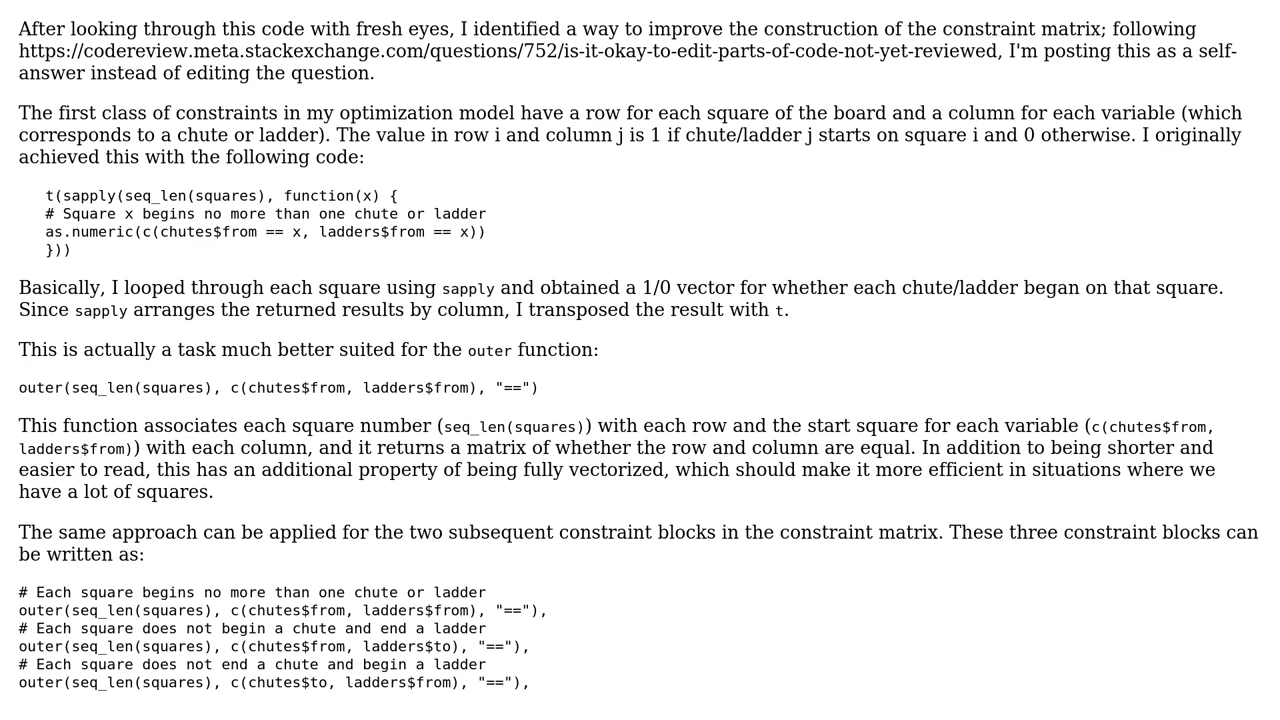 After looking through this code with fresh eyes, I identified a way to improve the construction of the constraint matrix; following
https://codereview.meta.stackexchange.com/questions/752/is-it-okay-to-edit-parts-of-code-not-yet-reviewed, I'm posting this as a self-
answer instead of editing the question.
The first class of constraints in my optimization model have a row for each square of the board and a column for each variable (which
corresponds to a chute or ladder). The value in row i and column j is 1 if chute/ladder j starts on square i and 0 otherwise. I originally
achieved this with the following code:
t(sapply(seq_len(squares), function(x) {
# Square x begins no more than one chute or ladder
as.numeric(c(chutes$from == x, ladders$from == x))
}))
Basically, I looped through each square using sapply and obtained a 1/0 vector for whether each chute/ladder began on that square.
Since sapply arranges the returned results by column, I transposed the result with t.
This is actually a task much better suited for the outer function:
outer(seq_len(squares), c(chutes$from, ladders$from), "==")
This function associates each square number (seq_len(squares)) with each row and the start square for each variable (c(chutes$from,
ladders$from)) with each column, and it returns a matrix of whether the row and column are equal. In addition to being shorter and
easier to read, this has an additional property of being fully vectorized, which should make it more efficient in situations where we
have a lot of squares.
The same approach can be applied for the two subsequent constraint blocks in the constraint matrix. These three constraint blocks can
be written as:
# Each square begins no more than one chute or ladder
outer(seq_len(squares), c(chutes$from, ladders$from), "=="),
# Each square does not begin a chute and end a ladder
outer(seq_len(squares), c(chutes$from, ladders$to), "=="),
# Each square does not end a chute and begin a ladder
outer(seq_len(squares), c(chutes$to, ladders$from), "=="),